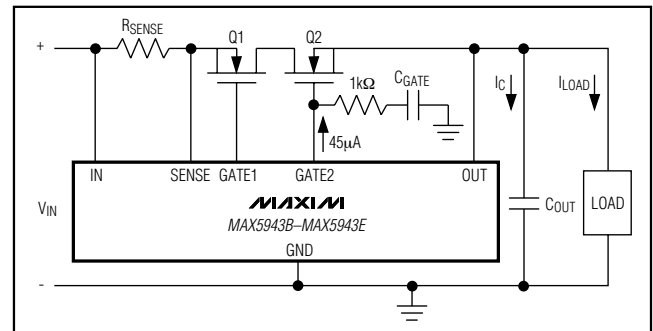 RSENSE
Q1
Q2
+
1kΩ
CGATE
IC
ILOAD
45µA
IN
SENSE
GATE1
GATE2
OUT
VIN
MAXIM
MAX5943B–MAX5943E
COUT
LOAD
GND
-